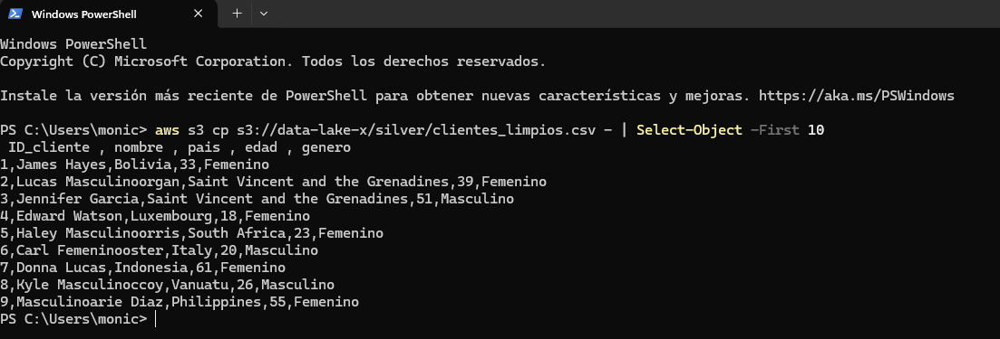 Windows PowerShell
Windows PowerShell
Copyright (C) Microsoft Corporation. Todos los derechos reservados.
Instale la versión más reciente de PowerShell para obtener nuevas características y mejoras. https://aka.ms/PSWindows
PS C:\Users\monic> aws s3 cp s3://data-lake-x/silver/clientes_limpios.csv - | Select-Object -First 10
 ID_cliente , nombre , pais , edad , genero
1,James Hayes,Bolivia,33,Femenino
2,Lucas Masculinoorgan,Saint Vincent and the Grenadines,39,Femenino
3,Jennifer Garcia,Saint Vincent and the Grenadines,51,Masculino
4,Edward Watson,Luxembourg,18,Femenino
5,Haley Masculinoorris,South Africa,23,Femenino
6,Carl Femeninooster,Italy,20,Masculino
7,Donna Lucas,Indonesia,61,Femenino
8,Kyle Masculinoccoy,Vanuatu,26,Masculino
9,Masculinoarie Diaz,Philippines,55,Femenino
PS C:\Users\monic>